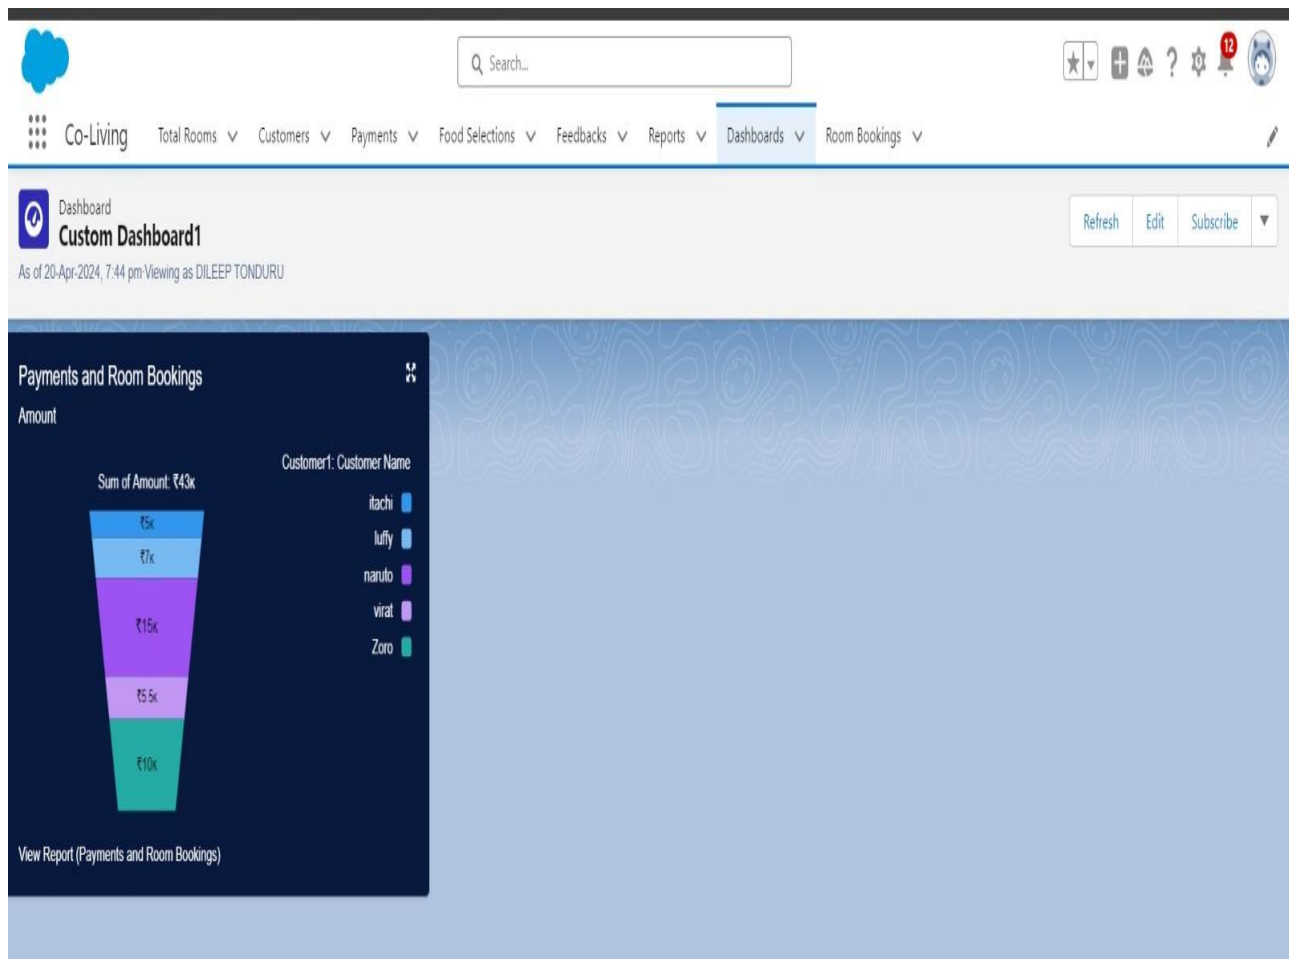 Search...
12
Co-Living Total Rooms Customers Payments Food Selections Feedbacks Reports Dashboards Room Bookings
Dashboard
Custom Dashboard1
Refresh Edit Subscribe
As of 20-Apr-2024, 7:44 pm·Viewing as DILEEP TONDURU
Payments and Room Bookings
Amount
Customer1: Customer Name
Sum of Amount: ₹43K
itachi
luffy
naruto
virat
Zoro
₹5K
₹7K
₹15K
₹5.5K
₹10K
View Report (Payments and Room Bookings)